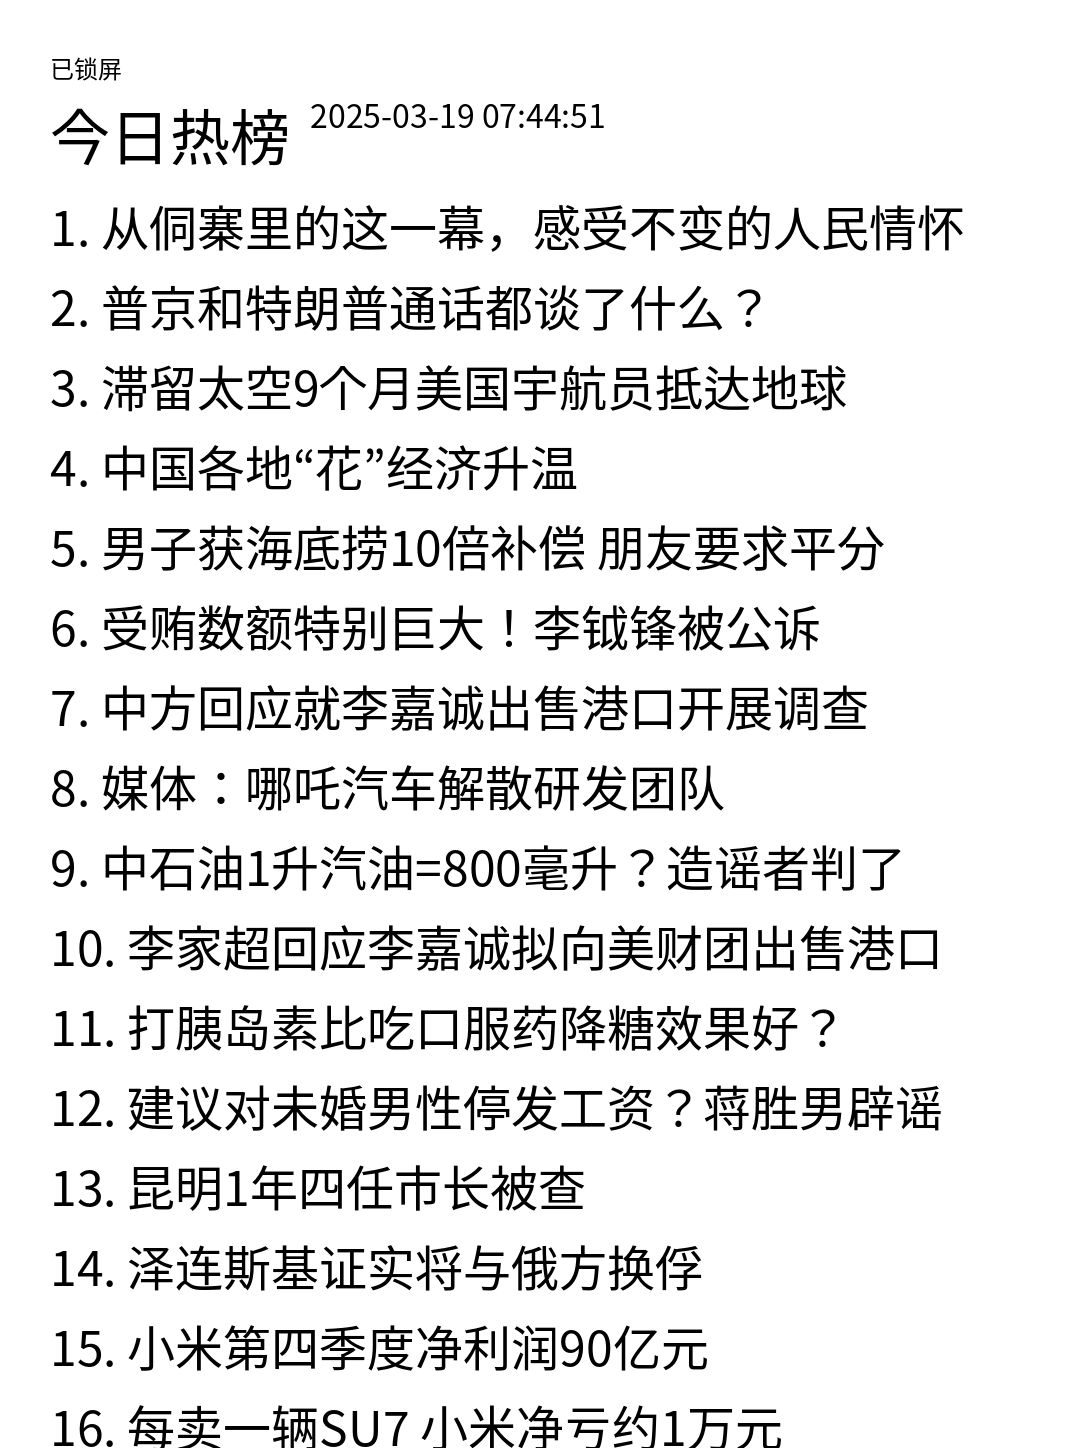 已锁屏
今日热榜 2025-03-19 07:44:51
1. 从侗寨里的这一幕，感受不变的人民情怀
2. 普京和特朗普通话都谈了什么？
3. 滞留太空9个月美国宇航员抵达地球
4. 中国各地“花”经济升温
5. 男子获海底捞10倍补偿 朋友要求平分
6. 受贿数额特别巨大！李钺锋被公诉
7. 中方回应就李嘉诚出售港口开展调查
8. 媒体：哪吒汽车解散研发团队
9. 中石油1升汽油=800毫升？造谣者判了
10. 李家超回应李嘉诚拟向美财团出售港口
11. 打胰岛素比吃口服药降糖效果好？
12. 建议对未婚男性停发工资？蒋胜男辟谣
13. 昆明1年四任市长被查
14. 泽连斯基证实将与俄方换俘
15. 小米第四季度净利润90亿元
16. 每卖一辆SU7 小米净亏约1万元